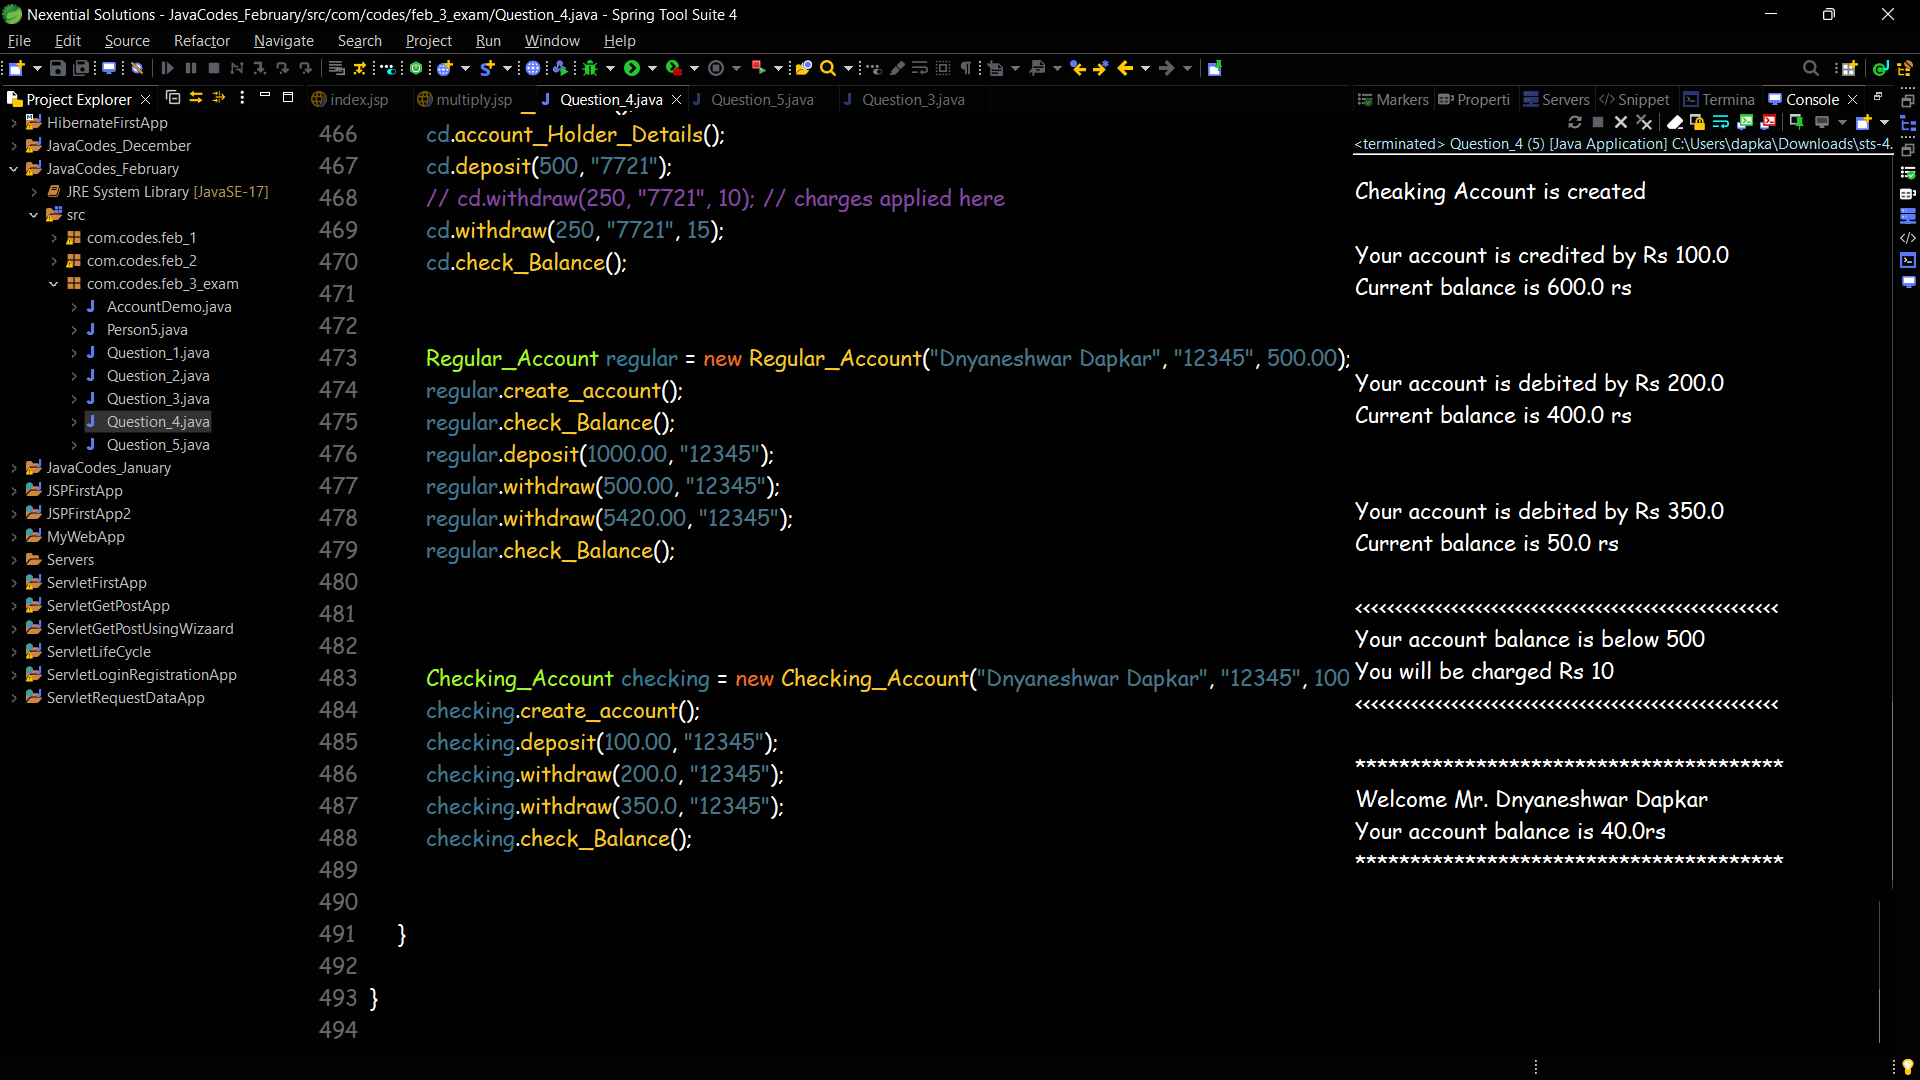 Nexential Solutions - JavaCodes_February/src/com/codes/feb_3_exam/Question_4.java - Spring Tool Suite 4
File Edit Source Refactor Navigate Search Project Run Window Help
Project Explorer
HibernateFirstApp
JavaCodes_December
JavaCodes_February
JRE System Library [JavaSE-17]
src
com.codes.feb_1
com.codes.feb_2
com.codes.feb_3_exam
AccountDemo.java
Person5.java
Question_1.java
Question_2.java
Question_3.java
Question_4.java
Question_5.java
JavaCodes_January
JSPFirstApp
JSPFirstApp2
MyWebApp
Servers
ServletFirstApp
ServletGetPostApp
ServletGetPostUsingWizaard
ServletLifeCycle
ServletLoginRegistrationApp
ServletRequestDataApp
index.jsp multiply.jsp Question_4.java Question_5.java Question_3.java
466 cd.account_Holder_Details();
467 cd.deposit(500, "7721");
468 // cd.withdraw(250, "7721", 10); // charges applied here
469 cd.withdraw(250, "7721", 15);
470 cd.check_Balance();
471
472
473 Regular_Account regular = new Regular_Account("Dnyaneshwar Dapkar", "12345", 500.00);
474 regular.create_account();
475 regular.check_Balance();
476 regular.deposit(1000.00, "12345");
477 regular.withdraw(500.00, "12345");
478 regular.withdraw(5420.00, "12345");
479 regular.check_Balance();
480
481
482
483 Checking_Account checking = new Checking_Account("Dnyaneshwar Dapkar", "12345", 100
484 checking.create_account();
485 checking.deposit(100.00, "12345");
486 checking.withdraw(200.0, "12345");
487 checking.withdraw(350.0, "12345");
488 checking.check_Balance();
489
490
491 }
492
493 }
494
Markers Properti Servers Snippet Termina Console
<terminated> Question_4 (5) [Java Application] C:\Users\dapka\Downloads\sts-4.
Cheaking Account is created
Your account is credited by Rs 100.0
Current balance is 600.0 rs
Your account is debited by Rs 200.0
Current balance is 400.0 rs
Your account is debited by Rs 350.0
Current balance is 50.0 rs
<<<<<<<<<<<<<<<<<<<<<<<<<<<<<<<<<<<<<<<<<<<<<<<<<<<<<
Your account balance is below 500
You will be charged Rs 10
<<<<<<<<<<<<<<<<<<<<<<<<<<<<<<<<<<<<<<<<<<<<<<<<<<<<<
***************************************
Welcome Mr. Dnyaneshwar Dapkar
Your account balance is 40.0rs
***************************************